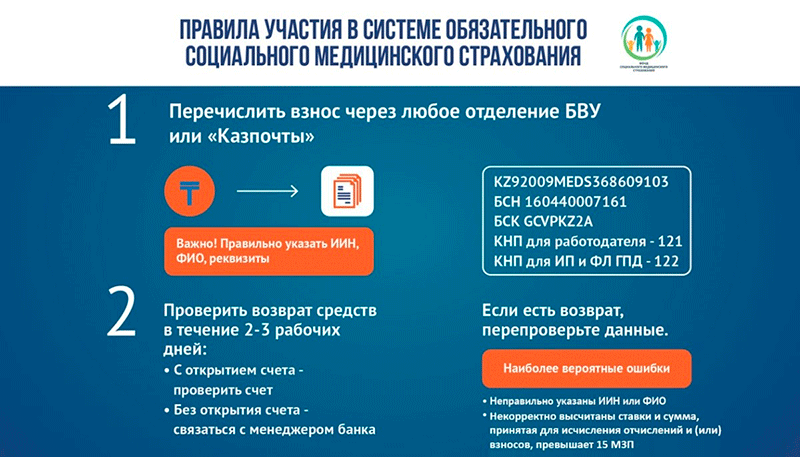 ПРАВИЛА УЧАСТИЯ В СИСТЕМЕ ОБЯЗАТЕЛЬНОГО
СОЦИАЛЬНОГО МЕДИЦИНСКОГО СТРАХОВАНИЯ
ФОНД
СОЦИАЛЬНОГО МЕДИЦИНСКОГО
СТРАХОВАНИЯ
1
Перечислить взнос через любое отделение БВУ
или «Казпочты»
₸
Важно! Правильно указать ИИН,
ФИО, реквизиты
KZ92009MEDS368609103
БСН 160440007161
БСК GCVPKZ2A
КНП для работодателя - 121
КНП для ИП и ФЛ ГПД - 122
2
Проверить возврат средств
в течение 2-3 рабочих
дней:
• С открытием счета -
проверить счет
• Без открытия счета -
связаться с менеджером банка
Если есть возврат,
перепроверьте данные.
Наиболее вероятные ошибки
• Неправильно указаны ИИН или ФИО
• Некорректно высчитаны ставки и сумма,
принятая для исчисления отчислений и (или)
взносов, превышает 15 МЗП